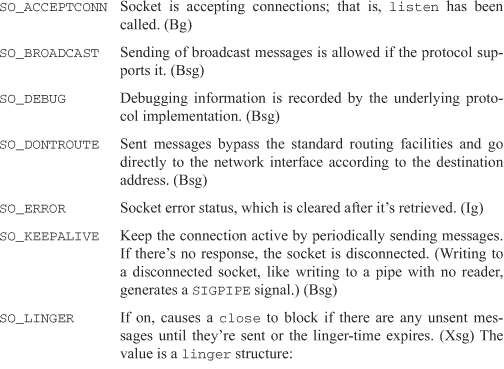 SO_ACCEPTCONN Socket is accepting connections; that is, listen has been
called. (Bg)
SO_BROADCAST Sending of broadcast messages is allowed if the protocol sup-
ports it. (Bsg)
SO_DEBUG Debugging information is recorded by the underlying proto-
col implementation. (Bsg)
SO_DONTROUTE Sent messages bypass the standard routing facilities and go
directly to the network interface according to the destination
address. (Bsg)
SO_ERROR Socket error status, which is cleared after it's retrieved. (Ig)
SO_KEEPALIVE Keep the connection active by periodically sending messages.
If there's no response, the socket is disconnected. (Writing to
a disconnected socket, like writing to a pipe with no reader,
generates a SIGPIPE signal.) (Bsg)
SO_LINGER If on, causes a close to block if there are any unsent mes-
sages until they're sent or the linger-time expires. (Xsg) The
value is a linger structure: